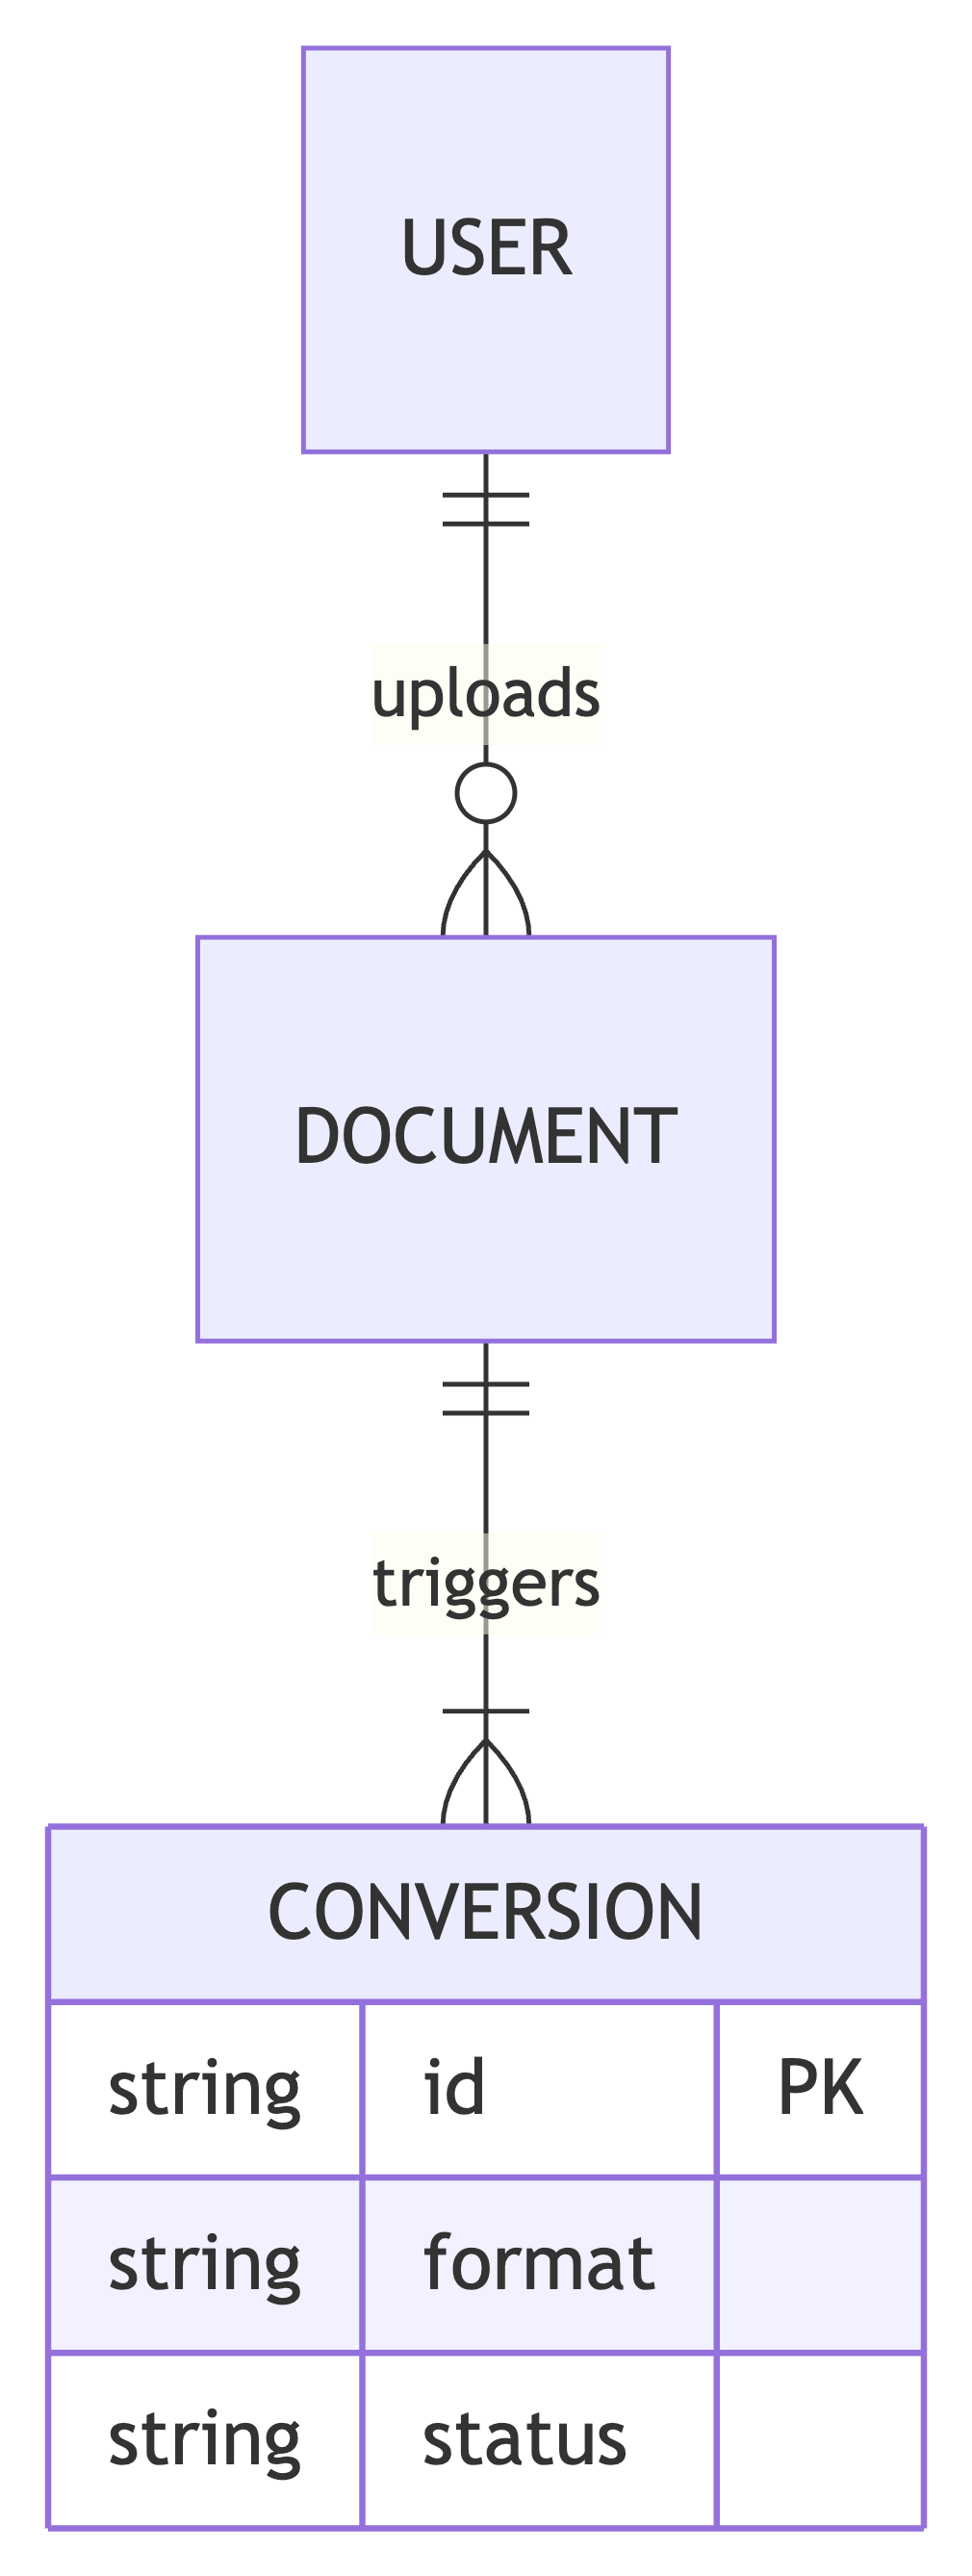 USER
uploads
DOCUMENT
triggers
CONVERSION
string id PK
string format
string status